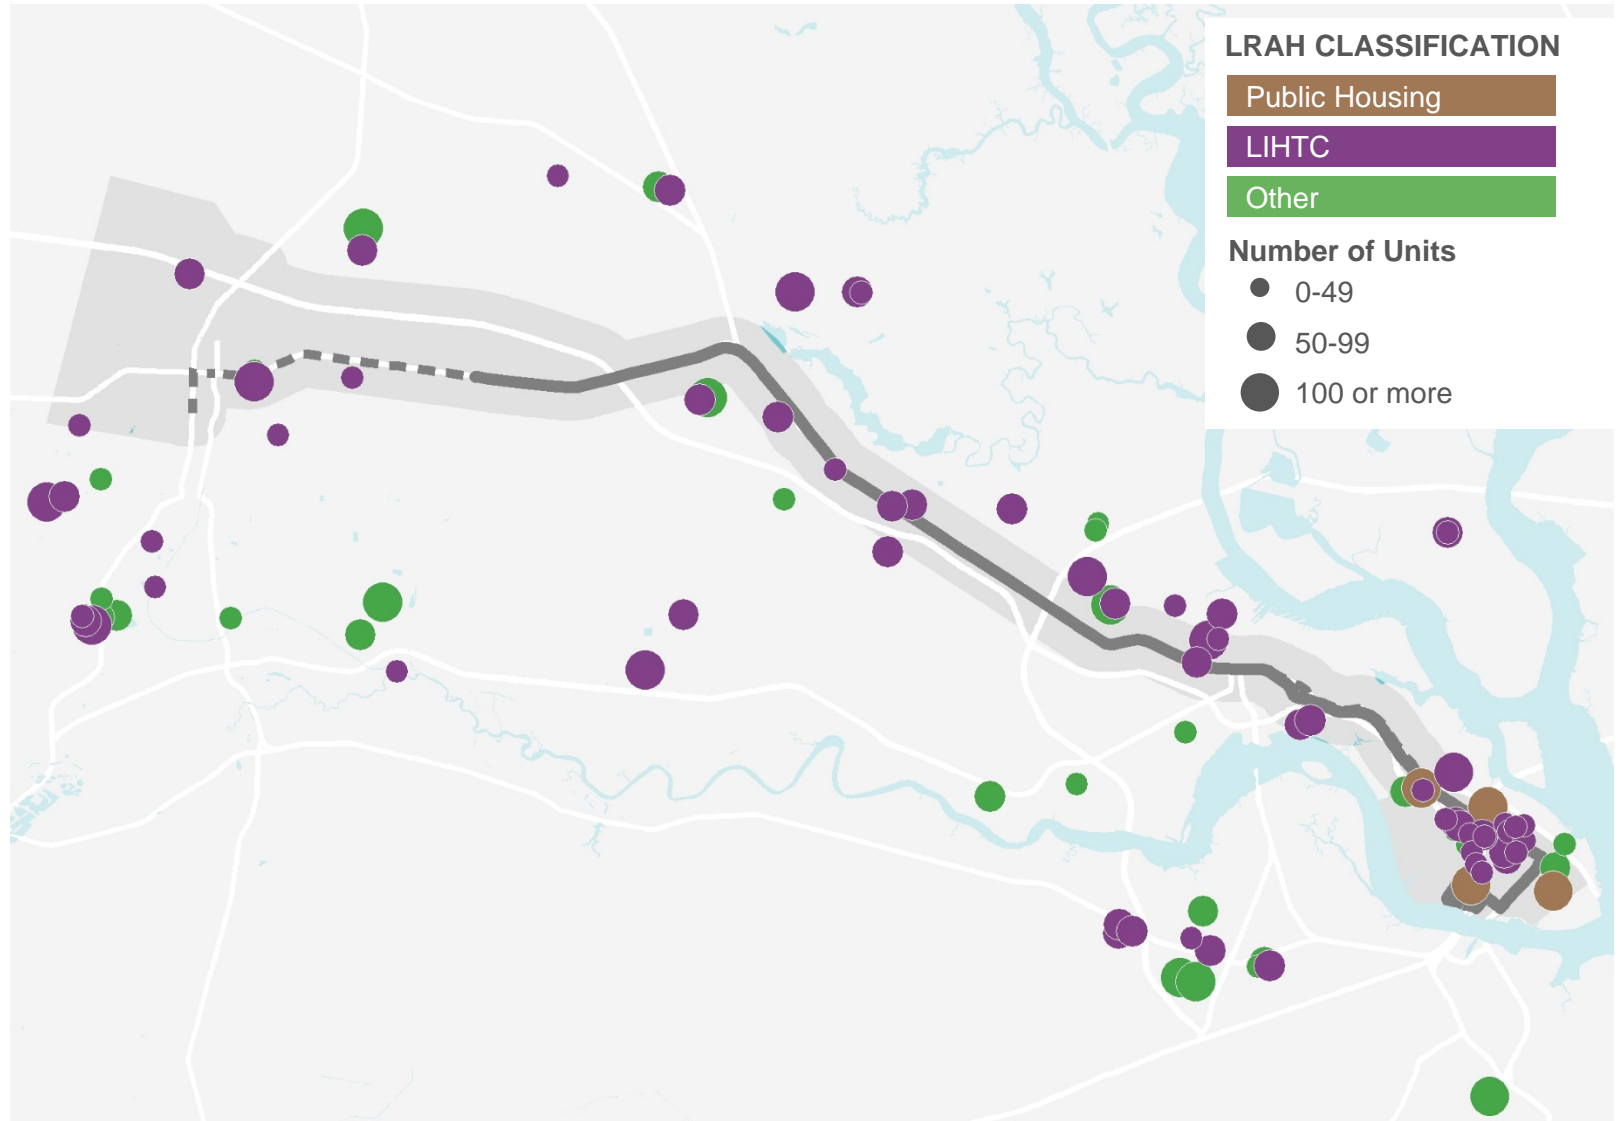 LRAH CLASSIFICATION
Public Housing
LIHTC
Other
Number of Units
0-49
50-99
100 or more